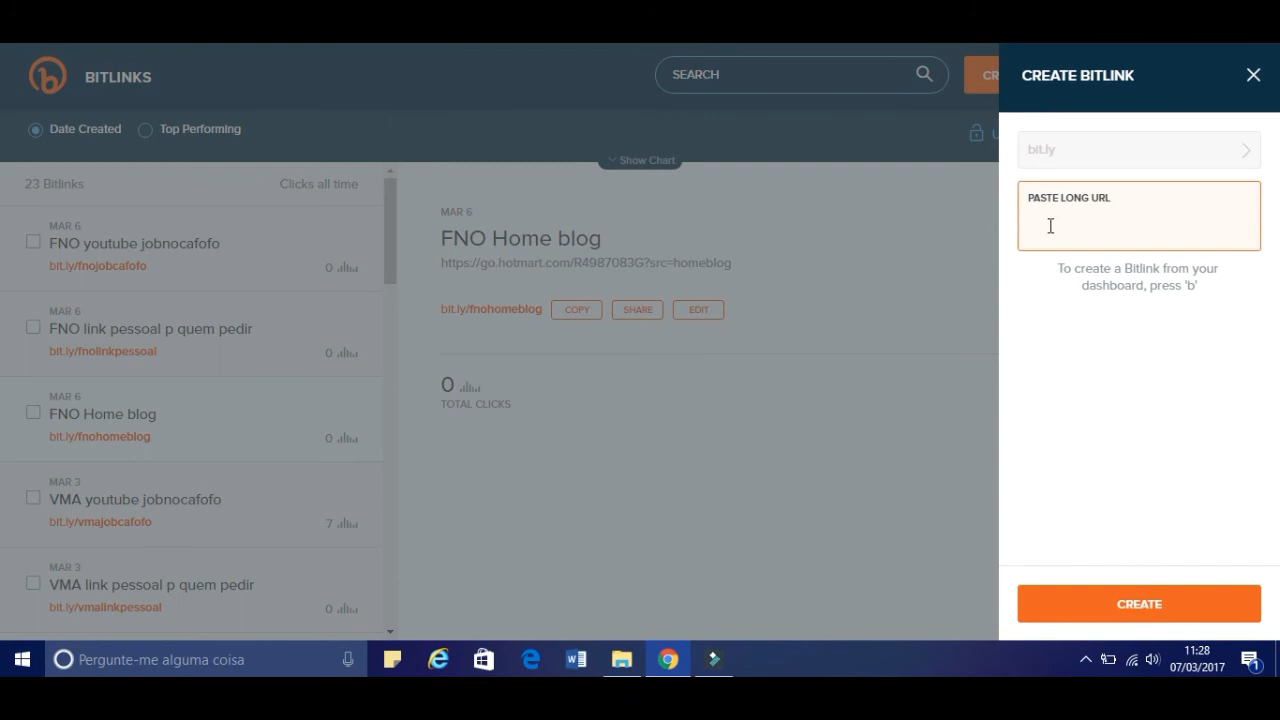 BITLINKS
SEARCH
CR
CREATE BITLINK
Date Created
Top Performing
U
Show Chart
23 Bitlinks
Clicks all time
MAR 6
FNO youtube jobnocafofo
bit.ly/fnojobcafofo
0
MAR 6
FNO link pessoal p quem pedir
bit.ly/fnolinkpessoal
0
MAR 6
FNO Home blog
bit.ly/fnohomeblog
0
MAR 3
VMA youtube jobnocafofo
bit.ly/vmajobcafofo
7
MAR 3
VMA link pessoal p quem pedir
bit.ly/vmalinkpessoal
0
MAR 6
FNO Home blog
https://go.hotmart.com/R4987083G?src=homeblog
bit.ly/fnohomeblog
COPY
SHARE
EDIT
0
TOTAL CLICKS
bit.ly
PASTE LONG URL
To create a Bitlink from your
dashboard, press 'b'
CREATE
Pergunte-me alguma coisa
11:28
07/03/2017
1